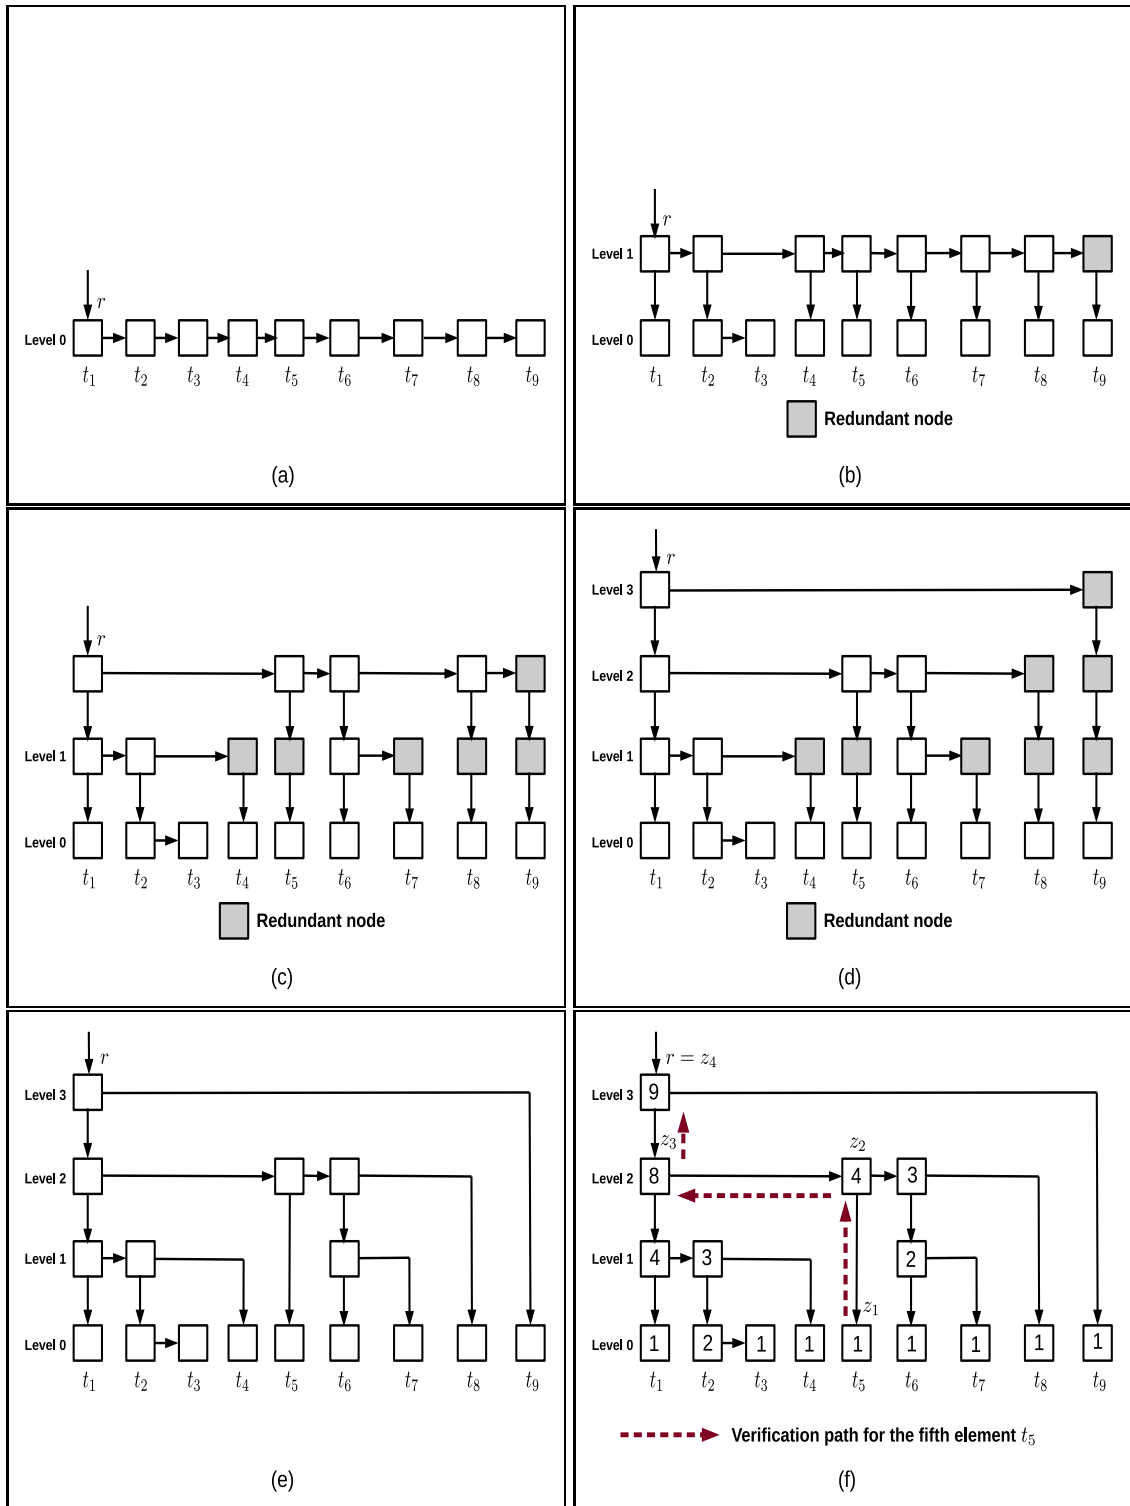 r
Level 0
t1 t2 t3 t4 t5 t6 t7 t8 t9
(a)
r
Level 1
Level 0
t1 t2 t3 t4 t5 t6 t7 t8 t9
Redundant node
(b)
r
Level 1
Level 0
t1 t2 t3 t4 t5 t6 t7 t8 t9
Redundant node
(c)
r
Level 3
Level 2
Level 1
Level 0
t1 t2 t3 t4 t5 t6 t7 t8 t9
Redundant node
(d)
r
Level 3
Level 2
Level 1
Level 0
t1 t2 t3 t4 t5 t6 t7 t8 t9
(e)
r = z4
Level 3 9
z3 z2
Level 2 8 4 3
Level 1 4 3 2
z1
Level 0 1 2 1 1 1 1 1 1 1
t1 t2 t3 t4 t5 t6 t7 t8 t9
Verification path for the fifth element t5
(f)